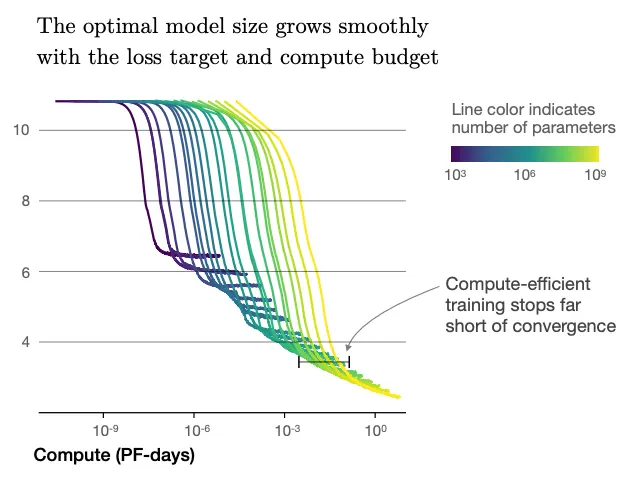 The optimal model size grows smoothly
with the loss target and compute budget
Line color indicates
number of parameters
10³ 10⁶ 10⁹
10
8
6
4
Compute-efficient
training stops far
short of convergence
10⁻⁹ 10⁻⁶ 10⁻³ 10⁰
Compute (PF-days)